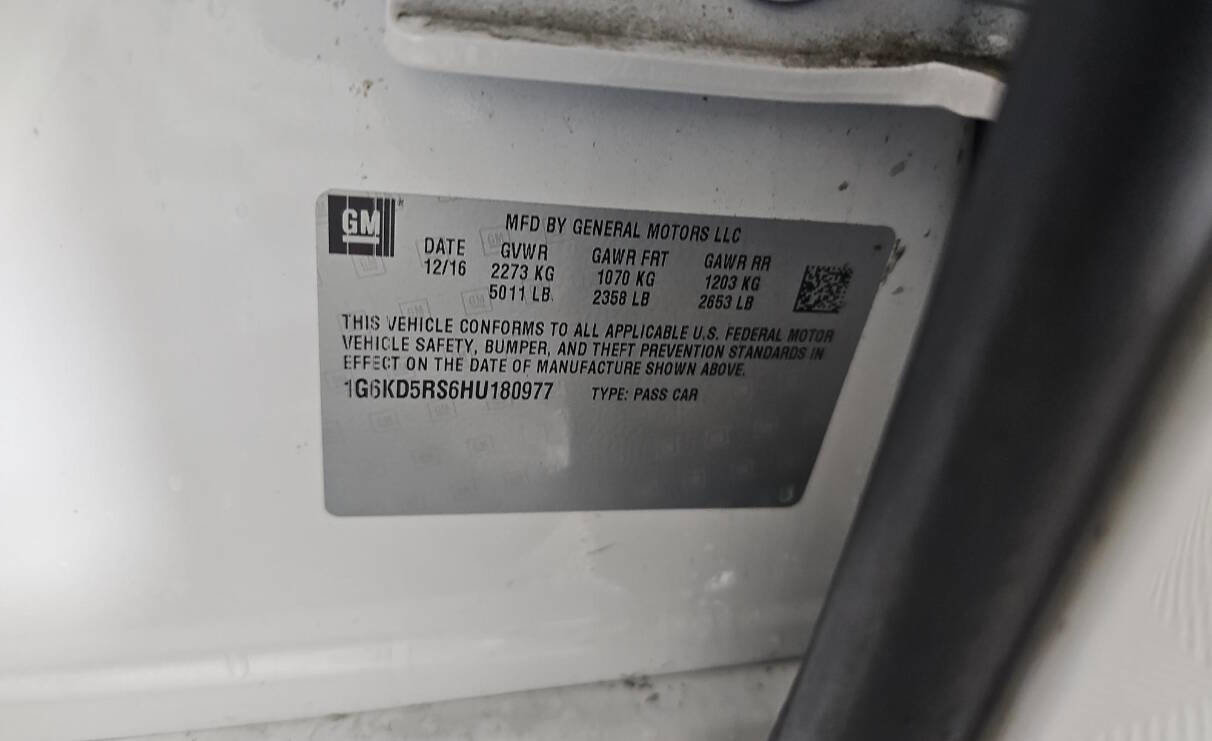 GM
MFD BY GENERAL MOTORS LLC
DATE GVWR GAWR FRT GAWR RR
12/16 2273 KG 1070 KG 1203 KG
5011 LB 2358 LB 2653 LB
THIS VEHICLE CONFORMS TO ALL APPLICABLE U.S. FEDERAL MOTOR
VEHICLE SAFETY, BUMPER, AND THEFT PREVENTION STANDARDS IN
EFFECT ON THE DATE OF MANUFACTURE SHOWN ABOVE.
1G6KD5RS6HU180977 TYPE: PASS CAR